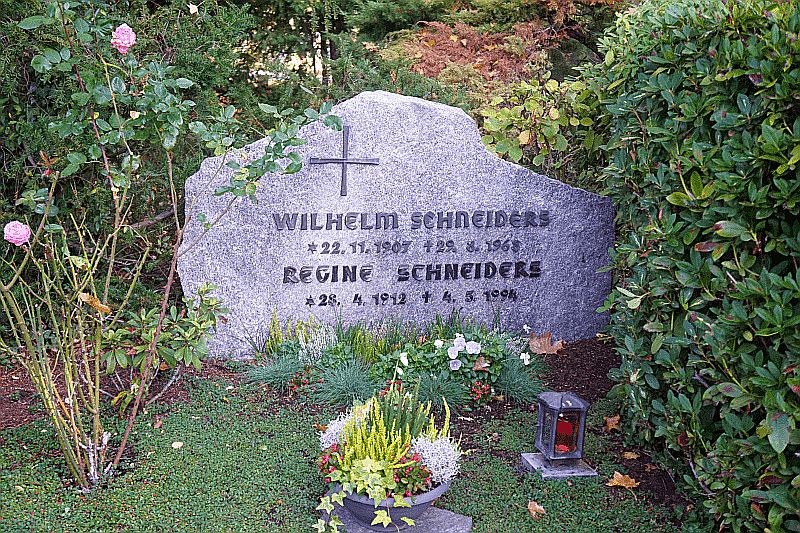 WILHELM SCHNEIDERS
* 22. 11. 1907 † 29. 8. 1968
REGINE SCHNEIDERS
* 28. 4. 1912 † 4. 5. 1994